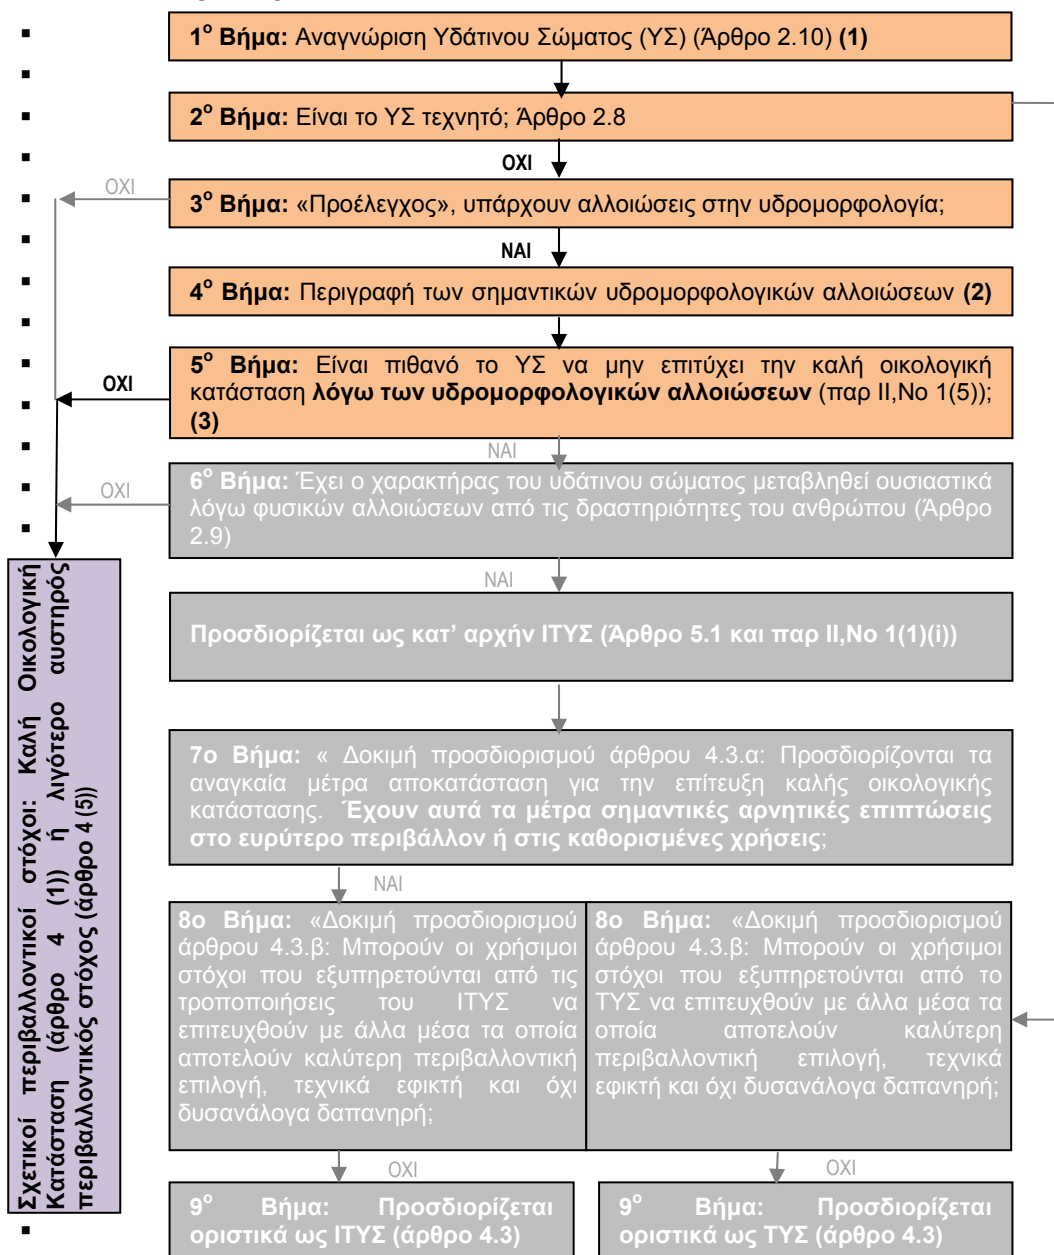 1ο Βήμα: Αναγνώριση Υδάτινου Σώματος (ΥΣ) (Άρθρο 2.10) (1)
2ο Βήμα: Είναι το ΥΣ τεχνητό; Άρθρο 2.8
ΟΧΙ
ΟΧΙ
3ο Βήμα: «Προέλεγχος», υπάρχουν αλλοιώσεις στην υδρομορφολογία;
ΝΑΙ
4ο Βήμα: Περιγραφή των σημαντικών υδρομορφολογικών αλλοιώσεων (2)
5ο Βήμα: Είναι πιθανό το ΥΣ να μην επιτύχει την καλή οικολογική
κατάσταση λόγω των υδρομορφολογικών αλλοιώσεων (παρ ΙΙ,Νο 1(5));
(3)
ΟΧΙ
ΝΑΙ
6ο Βήμα: Έχει ο χαρακτήρας του υδάτινου σώματος μεταβληθεί ουσιαστικά
λόγω φυσικών αλλοιώσεων από τις δραστηριότητες του ανθρώπου (Άρθρο
2.9)
ΟΧΙ
ΝΑΙ
Προσδιορίζεται ως κατ’ αρχήν ΙΤΥΣ (Άρθρο 5.1 και παρ ΙΙ,Νο 1(1)(i))
7ο Βήμα: « Δοκιμή προσδιορισμού άρθρου 4.3.α: Προσδιορίζονται τα
αναγκαία μέτρα αποκατάσταση για την επίτευξη καλής οικολογικής
κατάστασης. Έχουν αυτά τα μέτρα σημαντικές αρνητικές επιπτώσεις
στο ευρύτερο περιβάλλον ή στις καθορισμένες χρήσεις;
ΝΑΙ
8ο Βήμα: «Δοκιμή προσδιορισμού
άρθρου 4.3.β: Μπορούν οι χρήσιμοι
στόχοι που εξυπηρετούνται από τις
τροποποιήσεις του ΙΤΥΣ να
επιτευχθούν με άλλα μέσα τα οποία
αποτελούν καλύτερη περιβαλλοντική
επιλογή, τεχνικά εφικτή και όχι
δυσανάλογα δαπανηρή;
8ο Βήμα: «Δοκιμή προσδιορισμού
άρθρου 4.3.β: Μπορούν οι χρήσιμοι
στόχοι που εξυπηρετούνται από το
ΤΥΣ να επιτευχθούν με άλλα μέσα τα
οποία αποτελούν καλύτερη
περιβαλλοντική επιλογή, τεχνικά
εφικτή και όχι δυσανάλογα δαπανηρή;
ΟΧΙ
ΟΧΙ
9ο Βήμα: Προσδιορίζεται
οριστικά ως ΙΤΥΣ (άρθρο 4.3)
9ο Βήμα: Προσδιορίζεται
οριστικά ως ΤΥΣ (άρθρο 4.3)
Σχετικοί περιβαλλοντικοί στόχοι: Καλή Οικολογική
Κατάσταση (άρθρο 4 (1)) ή λιγότερο αυστηρός
περιβαλλοντικός στόχος (άρθρο 4 (5))